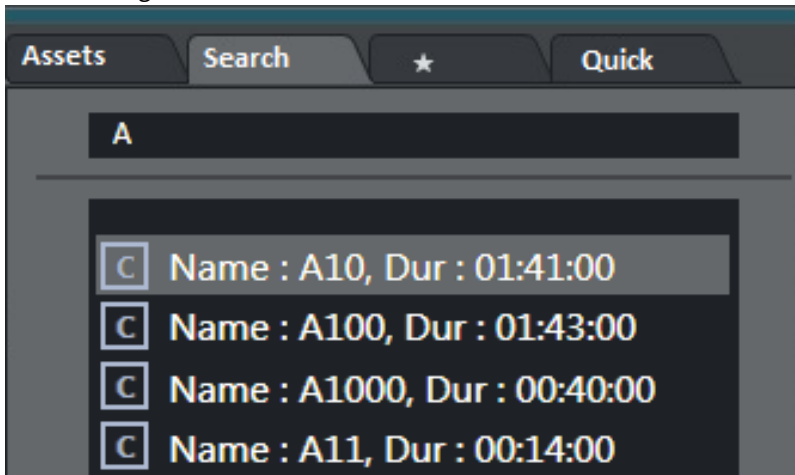 Assets Search ★ Quick
A
C Name : A10, Dur : 01:41:00
C Name : A100, Dur : 01:43:00
C Name : A1000, Dur : 00:40:00
C Name : A11, Dur : 00:14:00